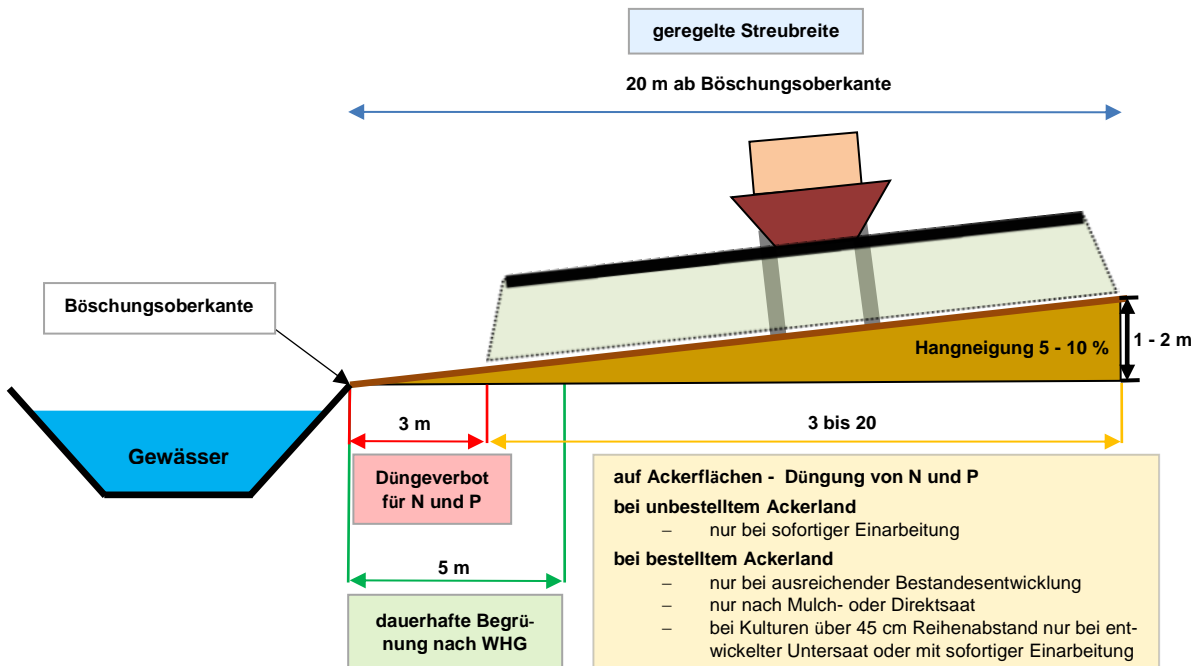 geregelte Streubreite
20 m ab Böschungsoberkante
Böschungsoberkante
1 - 2 m
Hangneigung 5 - 10 %
Gewässer
3 m
3 bis 20
Düngeverbot
für N und P
auf Ackerflächen - Düngung von N und P
bei unbestelltem Ackerland
– nur bei sofortiger Einarbeitung
bei bestelltem Ackerland
– nur bei ausreichender Bestandesentwicklung
– nur nach Mulch- oder Direktsaat
– bei Kulturen über 45 cm Reihenabstand nur bei ent-
wickelter Untersaat oder mit sofortiger Einarbeitung
5 m
dauerhafte Begrü-
nung nach WHG